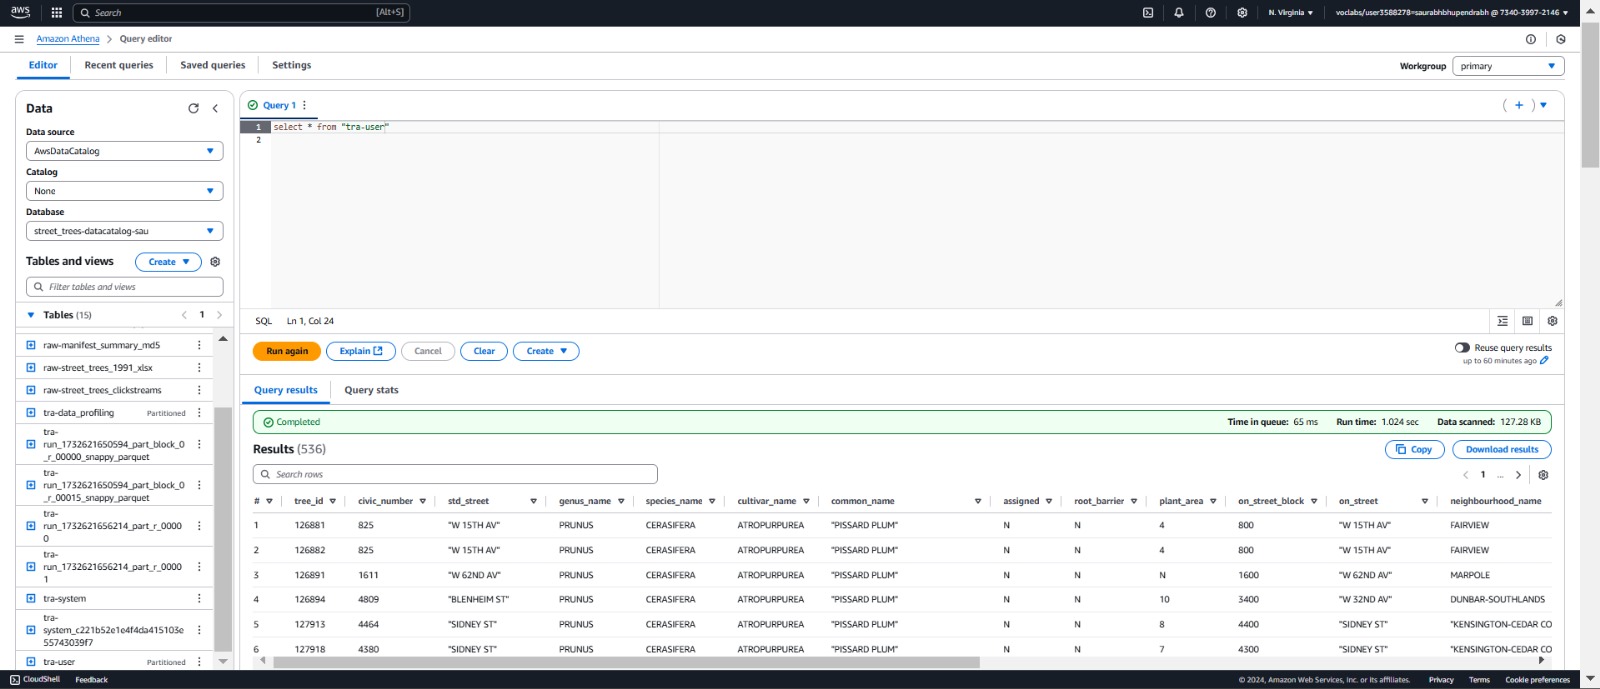 aws
Search [Alt+S]
N. Virginia
voclabs/user3588278=saurabhbhupendrabh @ 7340-3997-2146
Amazon Athena > Query editor
Editor Recent queries Saved queries Settings
Workgroup primary
Data
Data source
AwsDataCatalog
Catalog
None
Database
street_trees-datacatalog-sau
Tables and views Create
Filter tables and views
Tables (15) < 1 >
raw-manifest_summary_md5
raw-street_trees_1991_xlsx
raw-street_trees_clickstreams
tra-data_profiling Partitioned
tra-
run_1732621650594_part_block_0
_r_00000_snappy_parquet
tra-
run_1732621650594_part_block_0
_r_00015_snappy_parquet
tra-
run_1732621656214_part_r_0000
0
tra-
run_1732621656214_part_r_0000
1
tra-system
tra-
system_c221b52e1e4f4da415103e
55743039f7
tra-user Partitioned
Query 1
1 select * from "tra-user"
2
SQL Ln 1, Col 24
Run again Explain Cancel Clear Create
Reuse query results
up to 60 minutes ago
Query results Query stats
Completed Time in queue: 65 ms Run time: 1.024 sec Data scanned: 127.28 KB
Results (536) Copy Download results
Search rows < 1 ... >
# tree_id civic_number std_street genus_name species_name cultivar_name common_name assigned root_barrier plant_area on_street_block on_street neighbourhood_name
1 126881 825 "W 15TH AV" PRUNUS CERASIFERA ATROPURPUREA "PISSARD PLUM" N N 4 800 "W 15TH AV" FAIRVIEW
2 126882 825 "W 15TH AV" PRUNUS CERASIFERA ATROPURPUREA "PISSARD PLUM" N N 4 800 "W 15TH AV" FAIRVIEW
3 126891 1611 "W 62ND AV" PRUNUS CERASIFERA ATROPURPUREA "PISSARD PLUM" N N N 1600 "W 62ND AV" MARPOLE
4 126894 4809 "BLENHEIM ST" PRUNUS CERASIFERA ATROPURPUREA "PISSARD PLUM" N N 10 3400 "W 32ND AV" DUNBAR-SOUTHLANDS
5 127913 4464 "SIDNEY ST" PRUNUS CERASIFERA ATROPURPUREA "PISSARD PLUM" N N 8 4400 "SIDNEY ST" "KENSINGTON-CEDAR CO
6 127918 4380 "SIDNEY ST" PRUNUS CERASIFERA ATROPURPUREA "PISSARD PLUM" N N 7 4300 "SIDNEY ST" "KENSINGTON-CEDAR CO
CloudShell Feedback
© 2024, Amazon Web Services, Inc. or its affiliates. Privacy Terms Cookie preferences